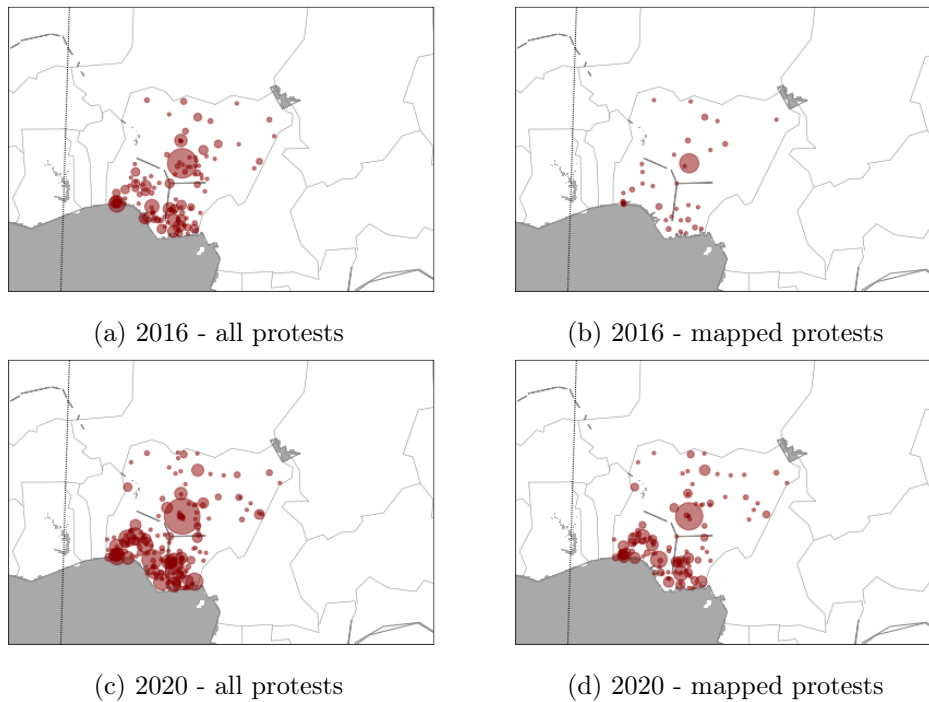 (a) 2016 - all protests
(b) 2016 - mapped protests
(c) 2020 - all protests
(d) 2020 - mapped protests